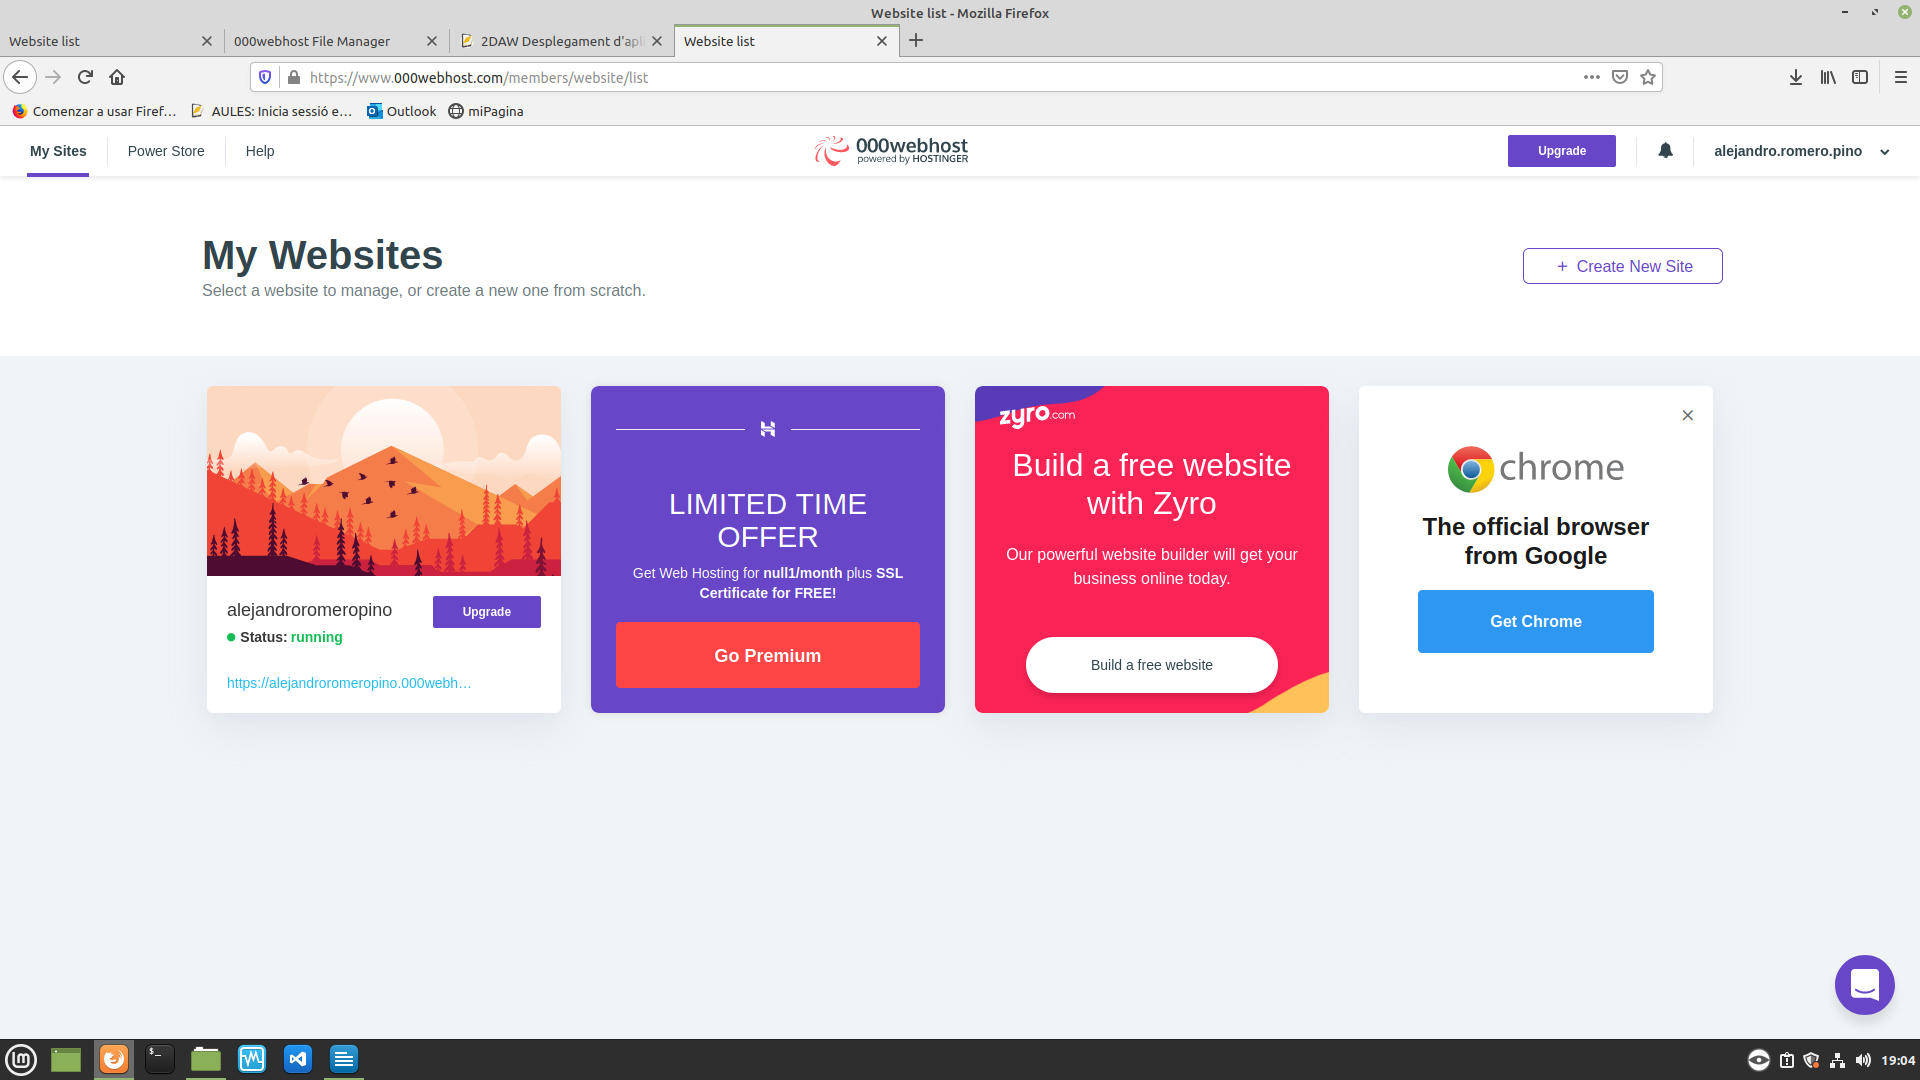 Website list - Mozilla Firefox
Website list
000webhost File Manager
2DAW Desplegament d'apli
Website list
https://www.000webhost.com/members/website/list
Comenzar a usar Firef…
AULES: Inicia sessió e…
Outlook
miPagina
My Sites
Power Store
Help
000webhost
powered by HOSTINGER
Upgrade
alejandro.romero.pino
My Websites
Select a website to manage, or create a new one from scratch.
+ Create New Site
alejandroromeropino
Upgrade
Status: running
https://alejandroromeropino.000webh…
LIMITED TIME
OFFER
Get Web Hosting for null1/month plus SSL
Certificate for FREE!
Go Premium
zyro.com
Build a free website
with Zyro
Our powerful website builder will get your
business online today.
Build a free website
chrome
The official browser
from Google
Get Chrome
19:04